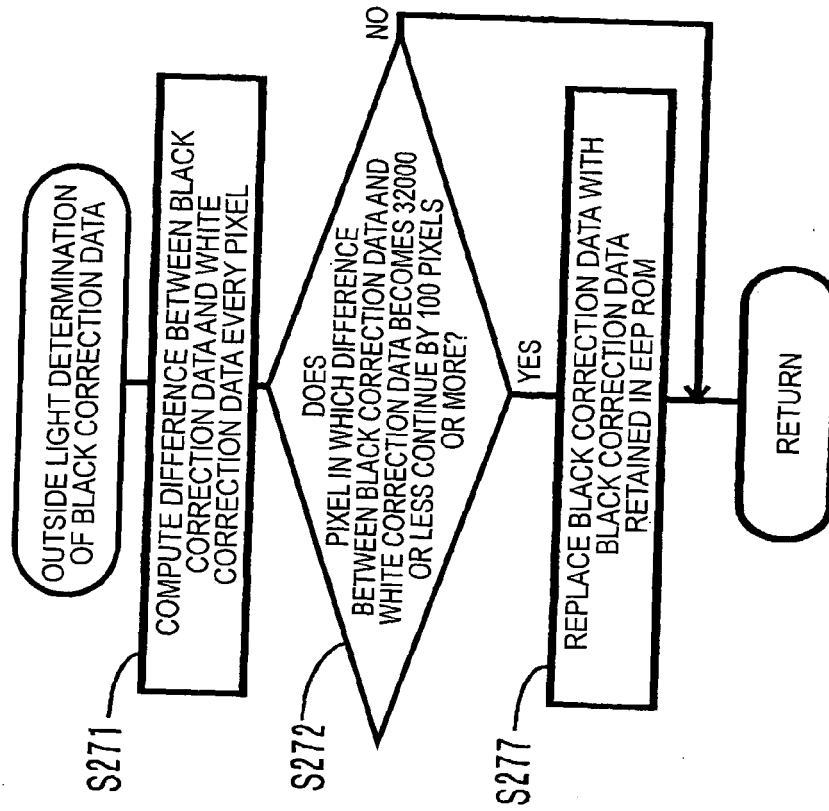 OUTSIDE LIGHT DETERMINATION
OF BLACK CORRECTION DATA
S271
COMPUTE DIFFERENCE BETWEEN BLACK
CORRECTION DATA AND WHITE
CORRECTION DATA EVERY PIXEL
S272
DOES
PIXEL IN WHICH DIFFERENCE
BETWEEN BLACK CORRECTION DATA AND
WHITE CORRECTION DATA BECOMES 32000
OR LESS CONTINUE BY 100 PIXELS
OR MORE?
NO
YES
S277
REPLACE BLACK CORRECTION DATA WITH
BLACK CORRECTION DATA
RETAINED IN EEPROM
RETURN